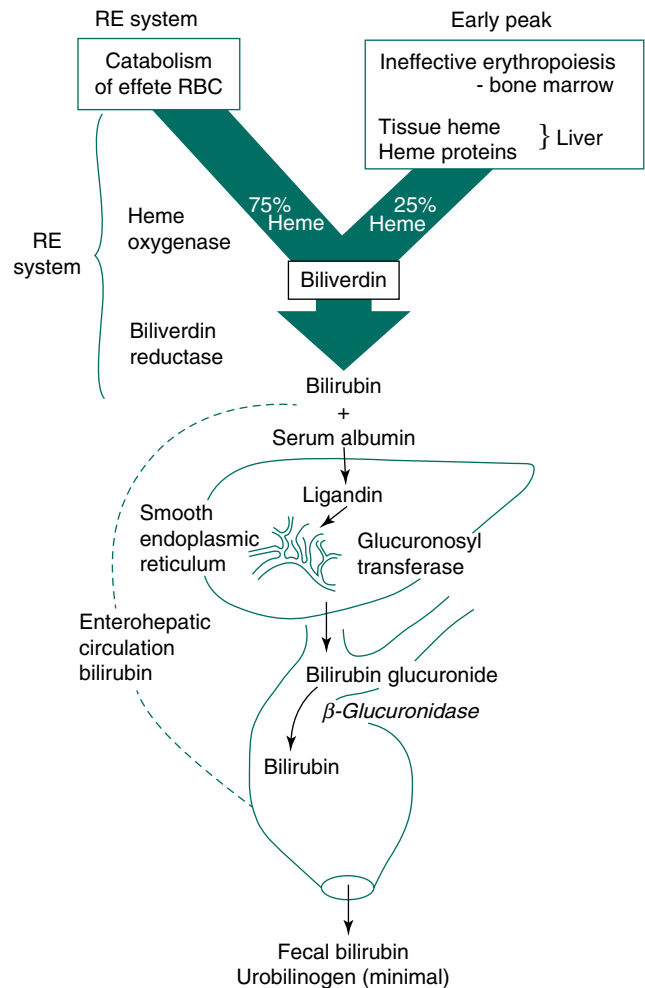 RE system
Early peak
Catabolism
of effete RBC
Ineffective erythropoiesis
- bone marrow
Tissue heme
Heme proteins
} Liver
75%
Heme
25%
Heme
RE
system
Heme
oxygenase
Biliverdin
Biliverdin
reductase
Bilirubin
+
Serum albumin
Ligandin
Smooth
endoplasmic
reticulum
Glucuronosyl
transferase
Enterohepatic
circulation
bilirubin
Bilirubin glucuronide
β-Glucuronidase
Bilirubin
Fecal bilirubin
Urobilinogen (minimal)